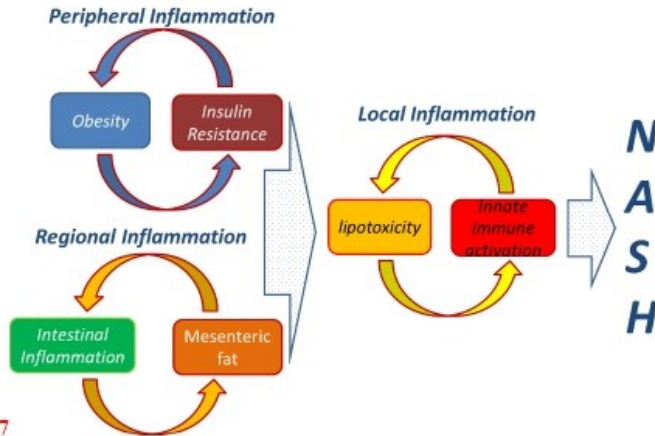 Peripheral Inflammation
Obesity
Insulin
Resistance
Regional Inflammation
Intestinal
Inflammation
Mesenteric
fat
Local Inflammation
lipotoxicity
Innate
immune
activation
N
A
S
H
7